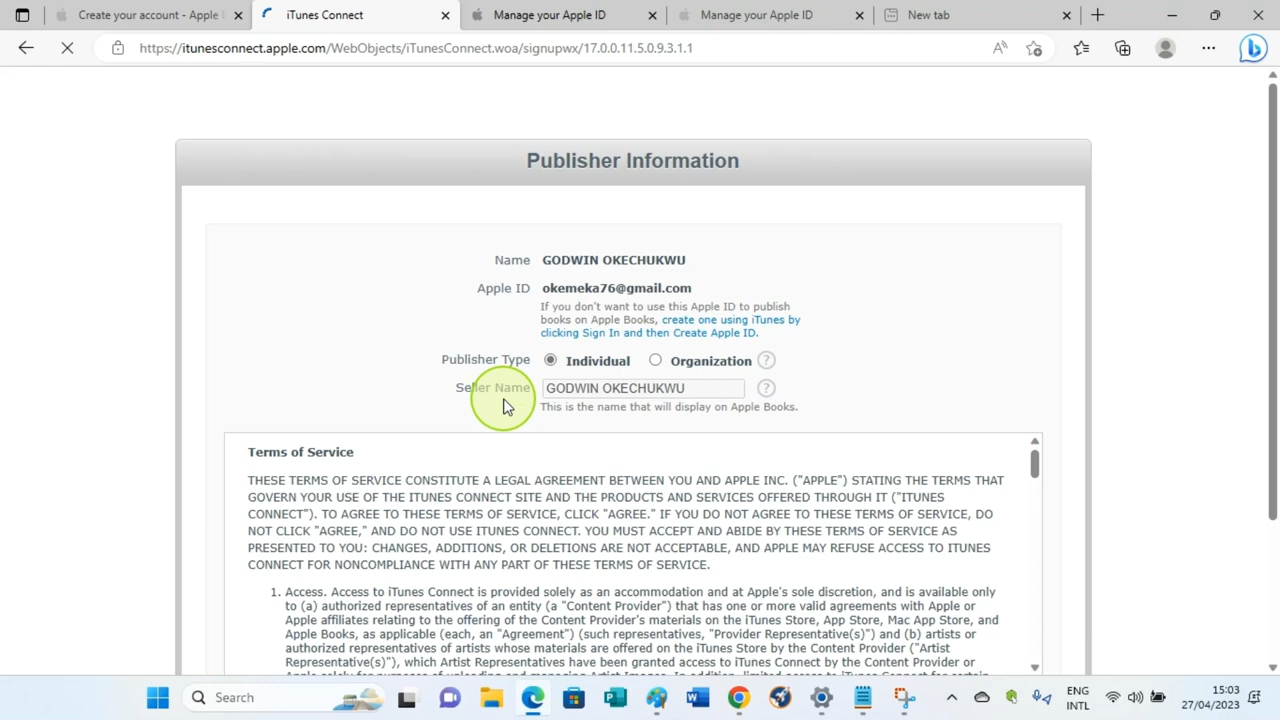 Create your account - Apple
iTunes Connect
Manage your Apple ID
Manage your Apple ID
New tab
https://itunesconnect.apple.com/WebObjects/iTunesConnect.woa/signupwx/17.0.0.11.5.0.9.3.1.1
Publisher Information
Name GODWIN OKECHUKWU
Apple ID okemeka76@gmail.com
If you don't want to use this Apple ID to publish
books on Apple Books, create one using iTunes by
clicking Sign In and then Create Apple ID.
Publisher Type Individual Organization ?
Seller Name GODWIN OKECHUKWU ?
This is the name that will display on Apple Books.
Terms of Service
THESE TERMS OF SERVICE CONSTITUTE A LEGAL AGREEMENT BETWEEN YOU AND APPLE INC. ("APPLE") STATING THE TERMS THAT
GOVERN YOUR USE OF THE ITUNES CONNECT SITE AND THE PRODUCTS AND SERVICES OFFERED THROUGH IT ("ITUNES
CONNECT"). TO AGREE TO THESE TERMS OF SERVICE, CLICK "AGREE." IF YOU DO NOT AGREE TO THESE TERMS OF SERVICE, DO
NOT CLICK "AGREE," AND DO NOT USE ITUNES CONNECT. YOU MUST ACCEPT AND ABIDE BY THESE TERMS OF SERVICE AS
PRESENTED TO YOU: CHANGES, ADDITIONS, OR DELETIONS ARE NOT ACCEPTABLE, AND APPLE MAY REFUSE ACCESS TO ITUNES
CONNECT FOR NONCOMPLIANCE WITH ANY PART OF THESE TERMS OF SERVICE.
1. Access. Access to iTunes Connect is provided solely as an accommodation and at Apple's sole discretion, and is available only
to (a) authorized representatives of an entity (a "Content Provider") that has one or more valid agreements with Apple or
Apple affiliates relating to the offering of the Content Provider's materials on the iTunes Store, App Store, Mac App Store, and
Apple Books, as applicable (each, an "Agreement") (such representatives, "Provider Representative(s)") and (b) artists or
authorized representatives of artists whose materials are offered on the iTunes Store by the Content Provider ("Artist
Representative(s)"), which Artist Representatives have been granted access to iTunes Connect by the Content Provider or
Search
ENG
INTL
15:03
27/04/2023